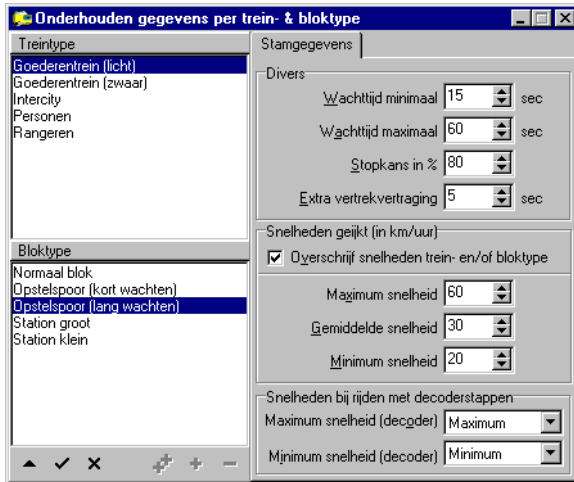 Onderhouden gegevens per trein- & bloktype
Treintype
Goederentrein (licht)
Goederentrein (zwaar)
Intercity
Personen
Rangeren
Bloktype
Normaal blok
Opstelspoor (kort wachten)
Opstelspoor (lang wachten)
Station groot
Station klein
Stamgegevens
Divers
Wachttijd minimaal 15 sec
Wachttijd maximaal 60 sec
Stopkans in % 80
Extra vertrekvertraging 5 sec
Snelheden geijkt (in km/uur)
Overschrijf snelheden trein- en/of bloktype
Maximum snelheid 60
Gemiddelde snelheid 30
Minimum snelheid 20
Snelheden bij rijden met decoderstappen
Maximum snelheid (decoder) Maximum
Minimum snelheid (decoder) Minimum